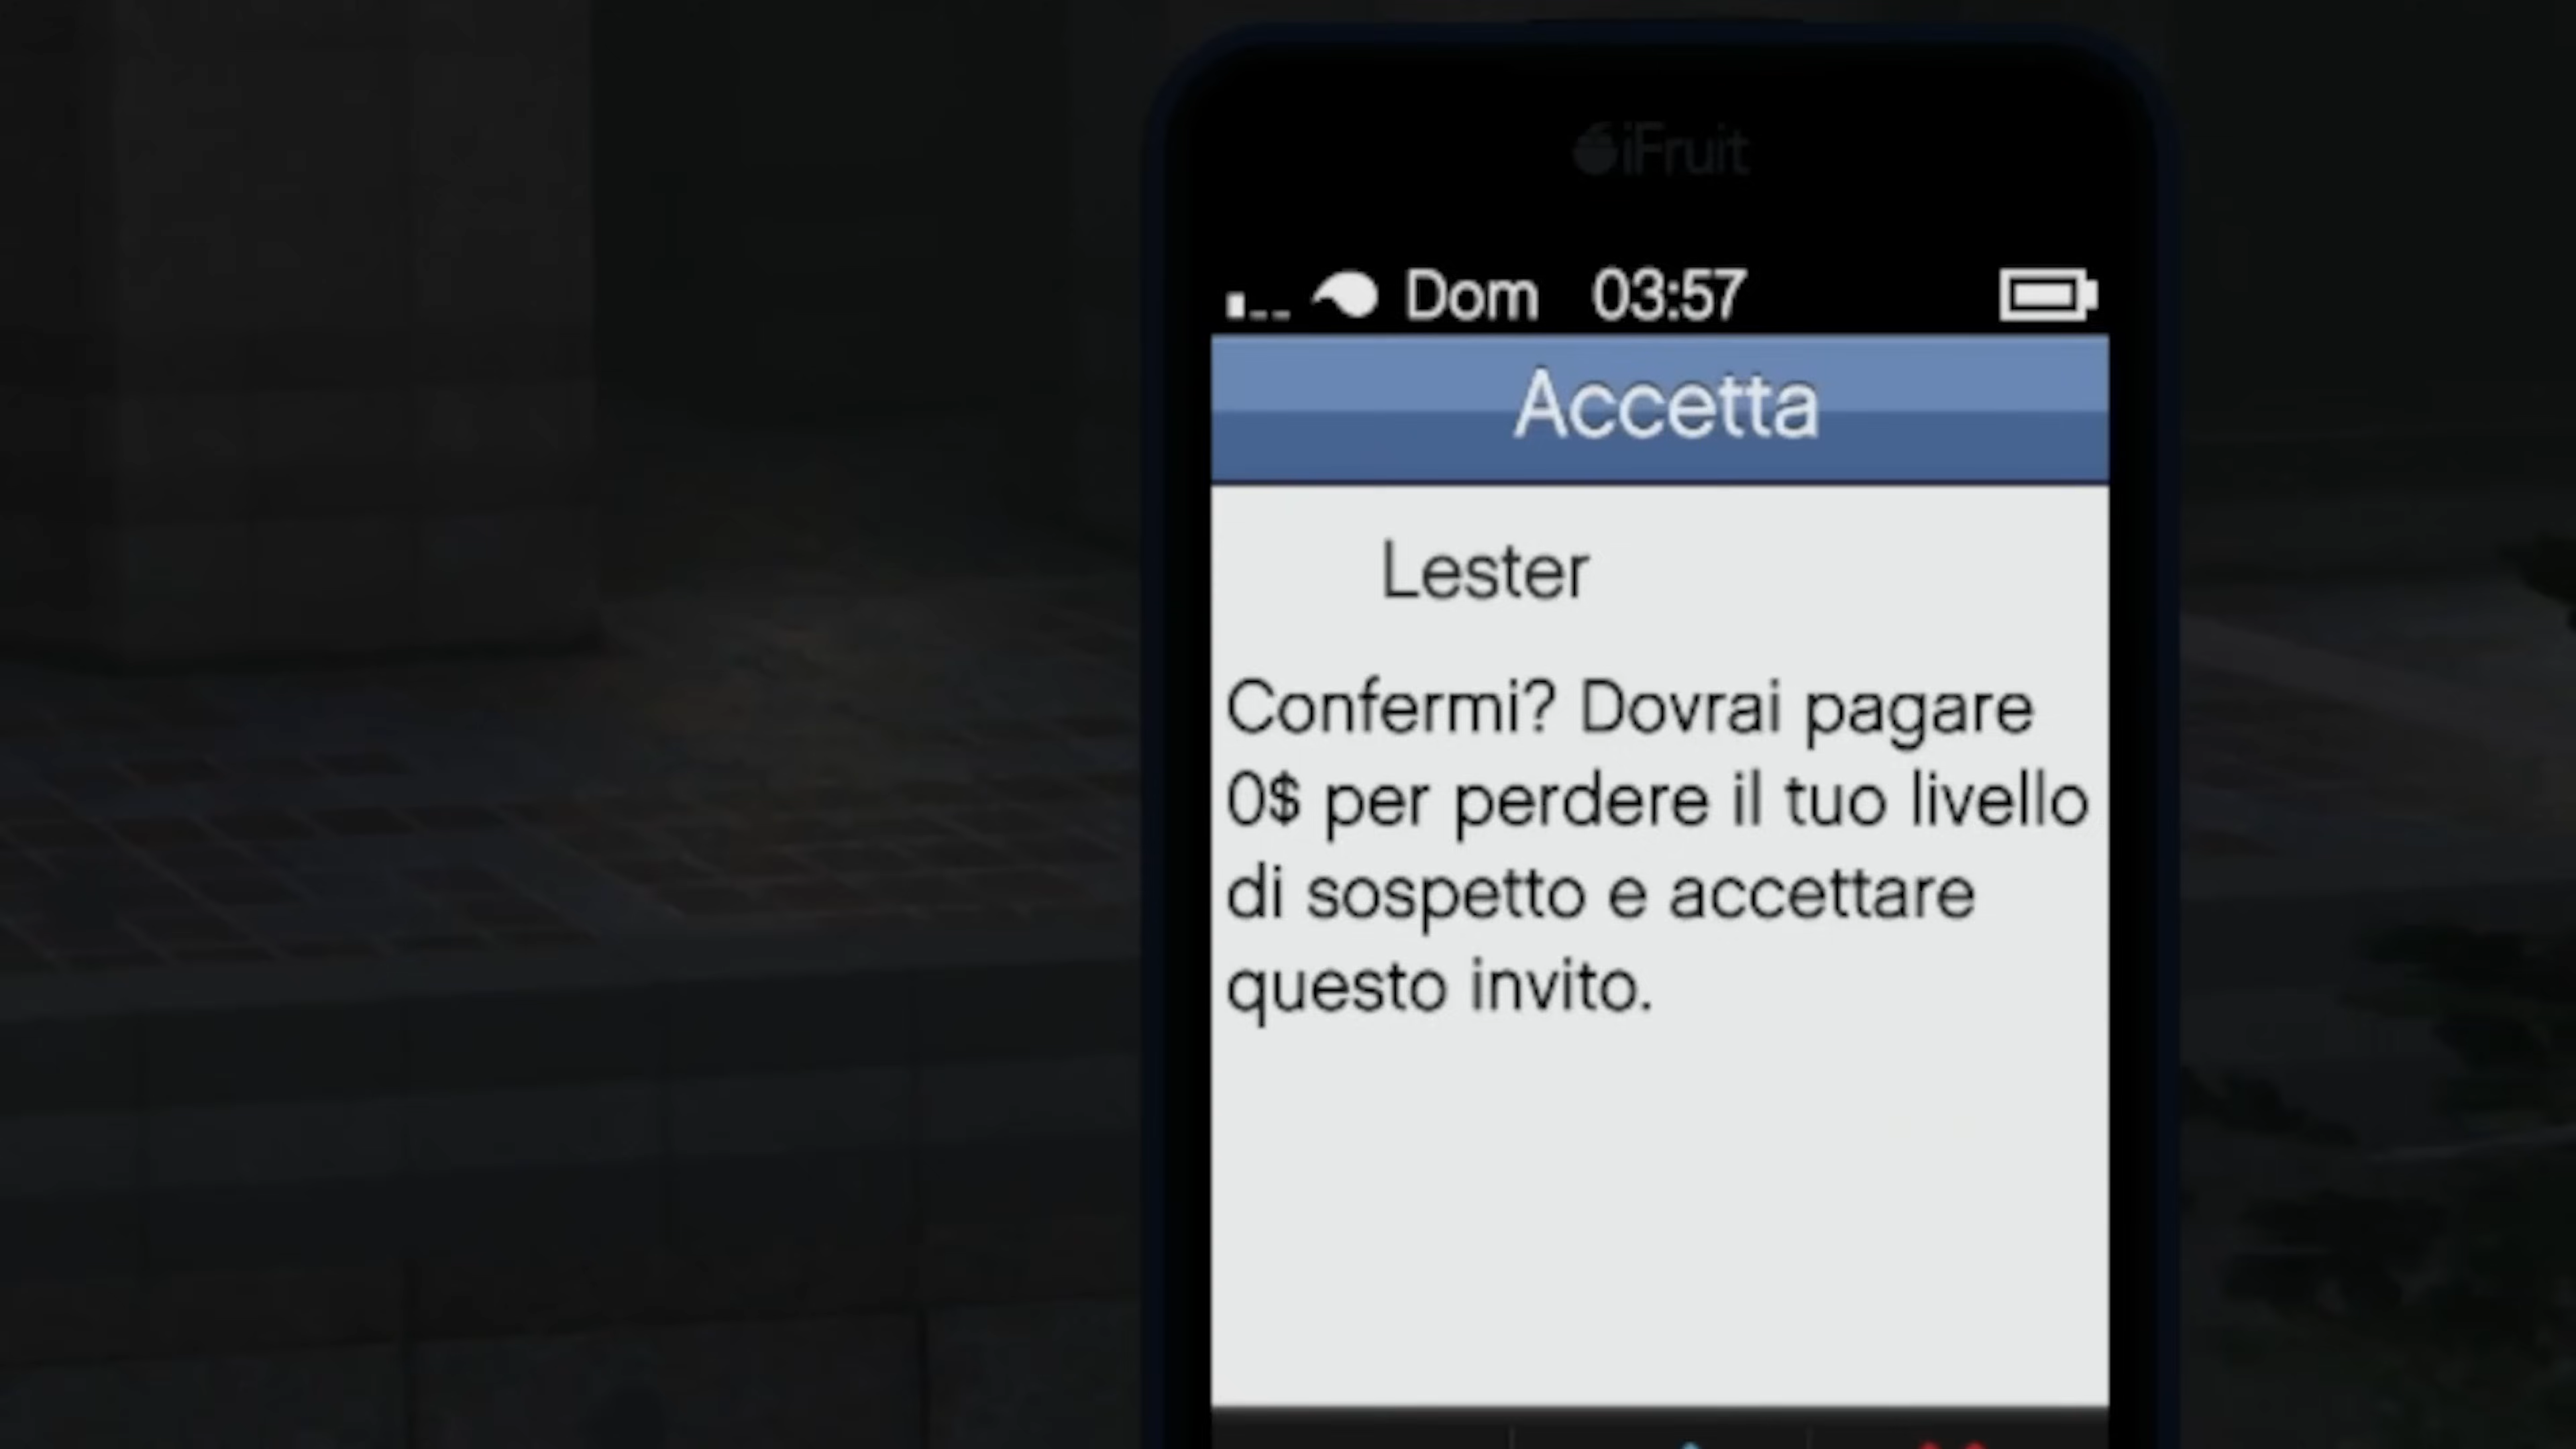 iFruit
Dom 03:57
Accetta
Lester
Confermi? Dovrai pagare
0$ per perdere il tuo livello
di sospetto e accettare
questo invito.